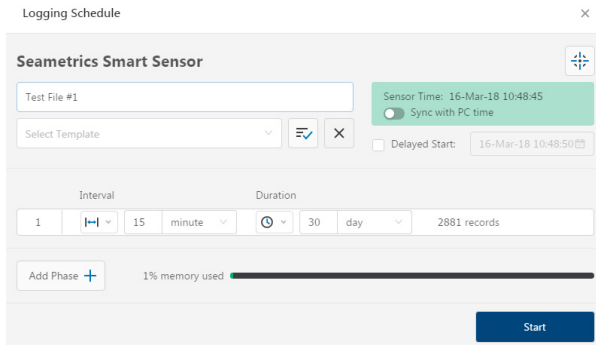 Logging Schedule
Seametrics Smart Sensor
Test File #1
Sensor Time: 16-Mar-18 10:48:45
Sync with PC time
Select Template
Delayed Start: 16-Mar-18 10:48:50
Interval Duration
1 15 minute 30 day 2881 records
Add Phase + 1% memory used
Start